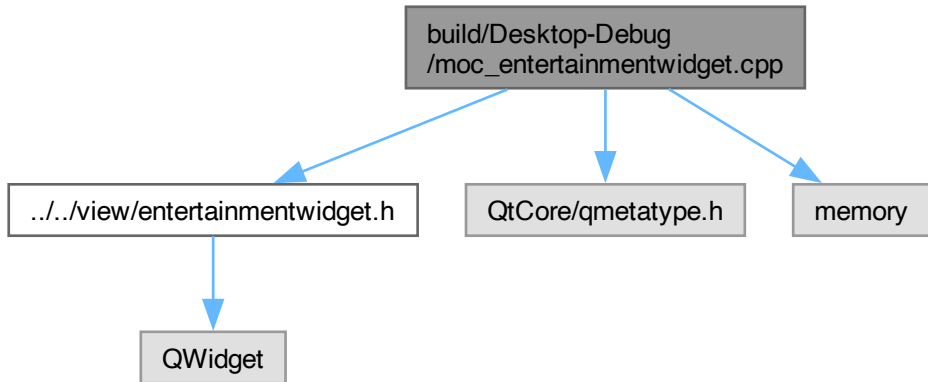 build/Desktop-Debug
/moc_entertainmentwidget.cpp
../../view/entertainmentwidget.h
QtCore/qmetatype.h
memory
QWidget